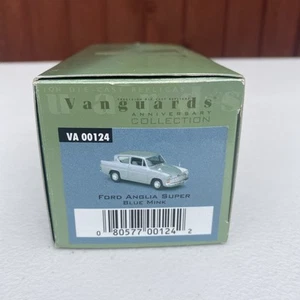 Vanguards
ANNIVERSARY
COLLECTION
VA 00124
FORD ANGLIA SUPER
BLUE MINK
0 80577 00124 2